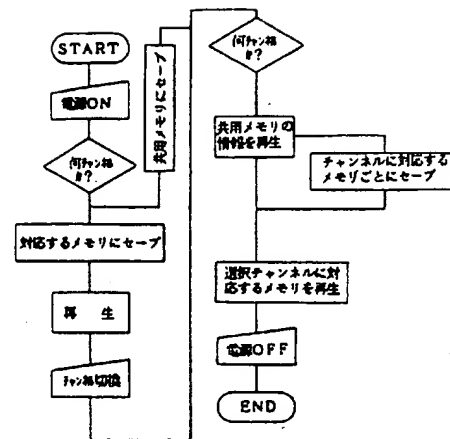 START
電源ON
何チャンネル
か?
共用メモリにセーブ
対応するメモリにセーブ
再 生
チャンネル切換
何チャンネル
か?
共用メモリの
情報を再生
チャンネルに対応する
メモリごとにセーブ
選択チャンネルに対
応するメモリを再生
電源OFF
END